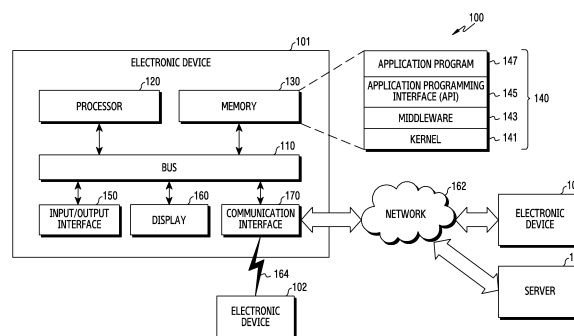 100
101
ELECTRONIC DEVICE
120
PROCESSOR
130
MEMORY
APPLICATION PROGRAM
147
APPLICATION PROGRAMMING
INTERFACE (API)
145
MIDDLEWARE
143
KERNEL
141
140
110
BUS
150
INPUT/OUTPUT
INTERFACE
160
DISPLAY
170
COMMUNICATION
INTERFACE
162
NETWORK
ELECTRONIC
DEVICE
SERVER
164
102
ELECTRONIC
DEVICE